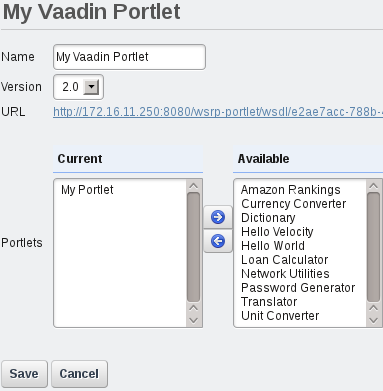 My Vaadin Portlet
Name My Vaadin Portlet
Version 2.0
URL http://172.16.11.250:8080/wsrp-portlet/wsdl/e2ae7acc-788b-
Current Available
My Portlet Amazon Rankings
Currency Converter
Dictionary
Hello Velocity
Portlets Hello World
Loan Calculator
Network Utilities
Password Generator
Translator
Unit Converter
Save Cancel